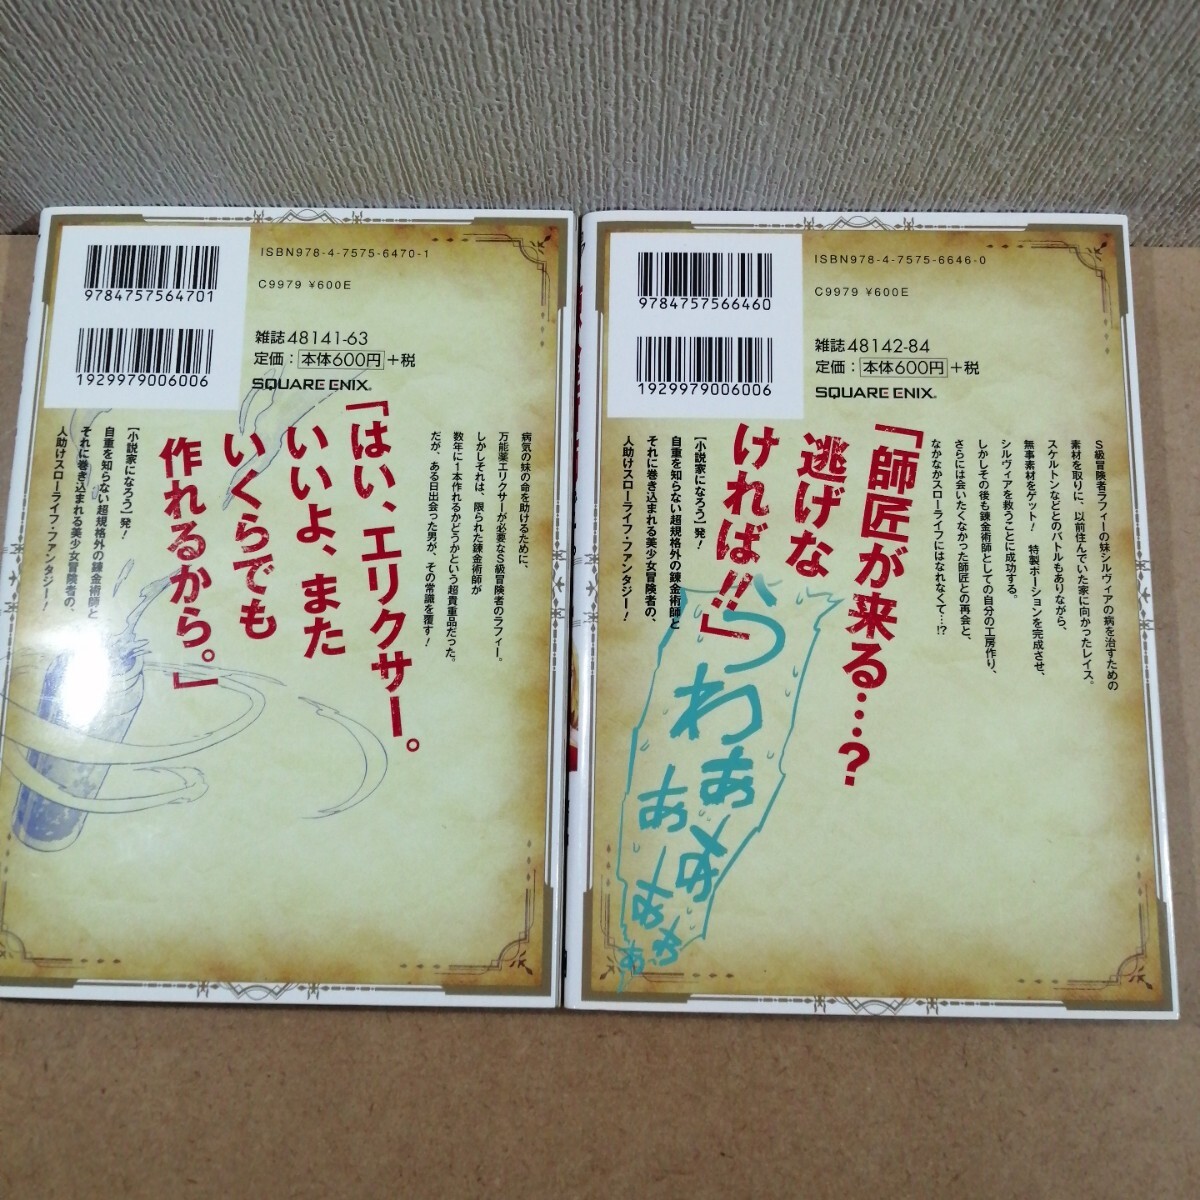 ISBN978-4-7575-6470-1
9784757564701
C9979 ¥600E
1929979006006
雑誌 48141-63
定価：本体600円＋税
SQUARE ENIX.
病気の妹の命を助けるために、
万能薬エリクサーが必要なS級冒険者のラフィー。
しかしそれは、限られた錬金術師が
数年に1本作れるかどうかという超貴重品だった。
だが、ある日出会った男が、その常識を覆す！
「はい、エリクサー。
いいよ、また
いくらでも
作れるから。」
【小説家になろう】発！
自重を知らない超規格外の錬金術師と
それに巻き込まれる美少女冒険者の、
人助けスローライフ・ファンタジー！
ISBN978-4-7575-6646-0
9784757566460
C9979 ¥600E
1929979006006
雑誌 48142-84
定価：本体600円＋税
SQUARE ENIX.
S級冒険者ラフィーの妹シルヴィアの病を治すための
素材を取りに、以前住んでいた家に向かったレイス。
スケルトンなどとのバトルもありながら、
無事素材をゲット！　特製ポーションを完成させ、
シルヴィアを救うことに成功する。
しかしその後も錬金術師としての自分の工房作り、
さらには会いたくなかった師匠との再会と、
なかなかスローライフにはなれなくて…!?
「師匠が来る…？
逃げな
ければ!!」
うわぁ
ぁぁぁぁぁぁ
【小説家になろう】発！
自重を知らない超規格外の錬金術師と
それに巻き込まれる美少女冒険者の、
人助けスローライフ・ファンタジー！